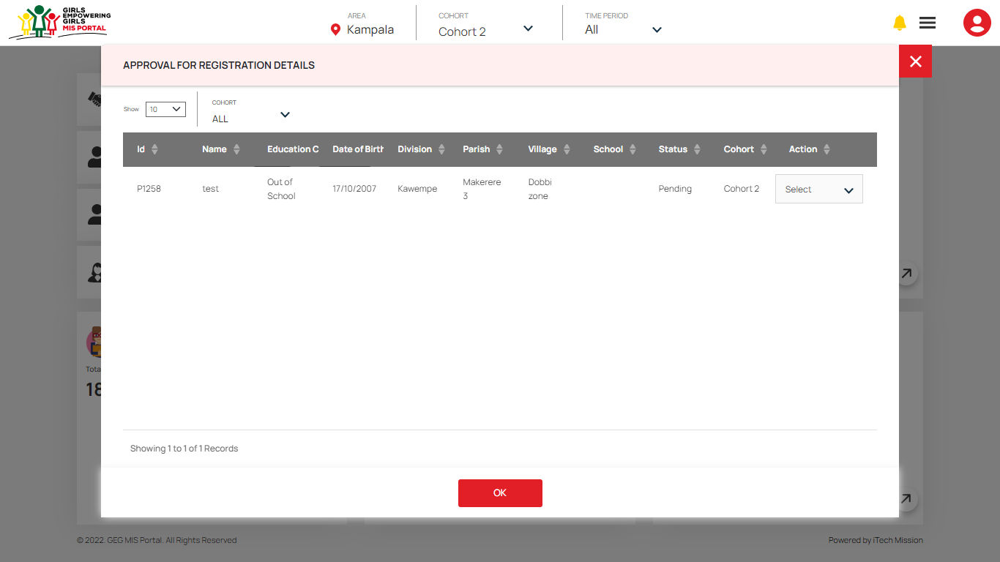 GIRLS
EMPOWERING
GIRLS
MIS PORTAL
AREA
Kampala
COHORT
Cohort 2
TIME PERIOD
All
APPROVAL FOR REGISTRATION DETAILS
Show 10
COHORT
ALL
Id Name Education C Date of Birth Division Parish Village School Status Cohort Action
P1258 test Out of School 17/10/2007 Kawempe Makerere 3 Dobbi zone Pending Cohort 2 Select
Showing 1 to 1 of 1 Records
OK
© 2022. GEG MIS Portal. All Rights Reserved
Powered by iTech Mission